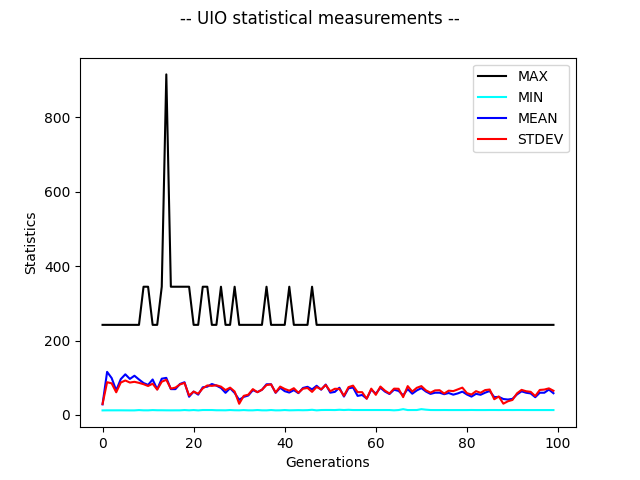 -- UIO statistical measurements --
MAX
MIN
MEAN
STDEV
Statistics
800
600
400
200
0
0 20 40 60 80 100
Generations